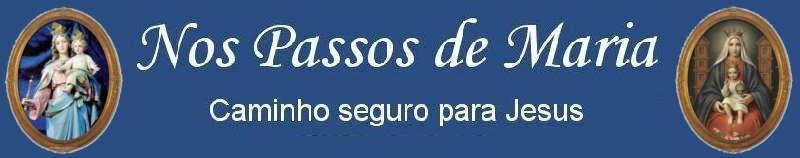 Nos Passos de Maria
Caminho seguro para Jesus